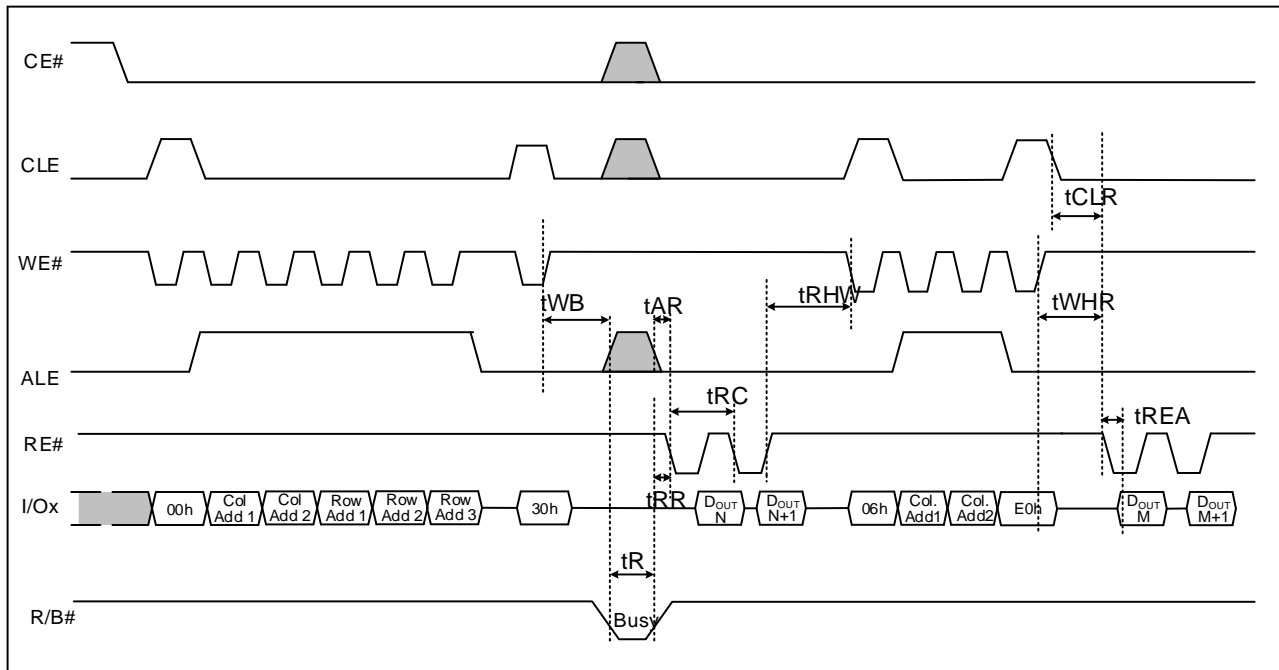 CE#
CLE
tCLR
WE#
tWB
tAR
tRHW
tWHR
ALE
tRC
tREA
RE#
tRR
I/Ox
00h
Col
Add 1
Col
Add 2
Row
Add 1
Row
Add 2
Row
Add 3
30h
DOUT
N
DOUT
N+1
06h
Col.
Add1
Col.
Add2
E0h
DOUT
M
DOUT
M+1
tR
R/B#
Busy